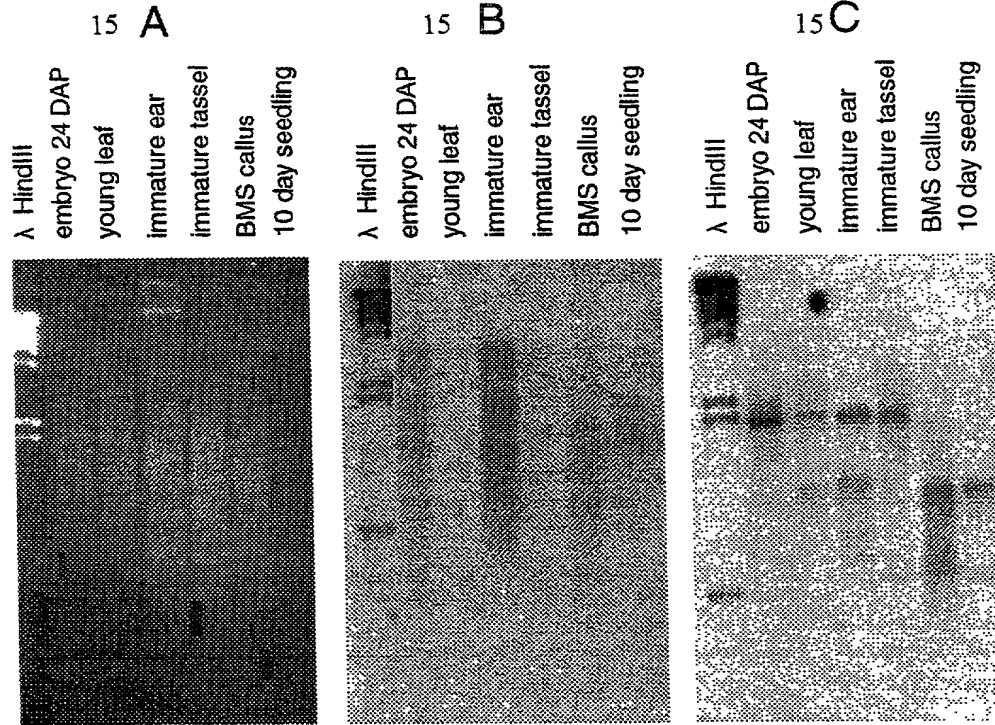 15 A
λ HindIII
embryo 24 DAP
young leaf
immature ear
immature tassel
BMS callus
10 day seedling
15 B
λ HindIII
embryo 24 DAP
young leaf
immature ear
immature tassel
BMS callus
10 day seedling
15 C
λ HindIII
embryo 24 DAP
young leaf
immature ear
immature tassel
BMS callus
10 day seedling